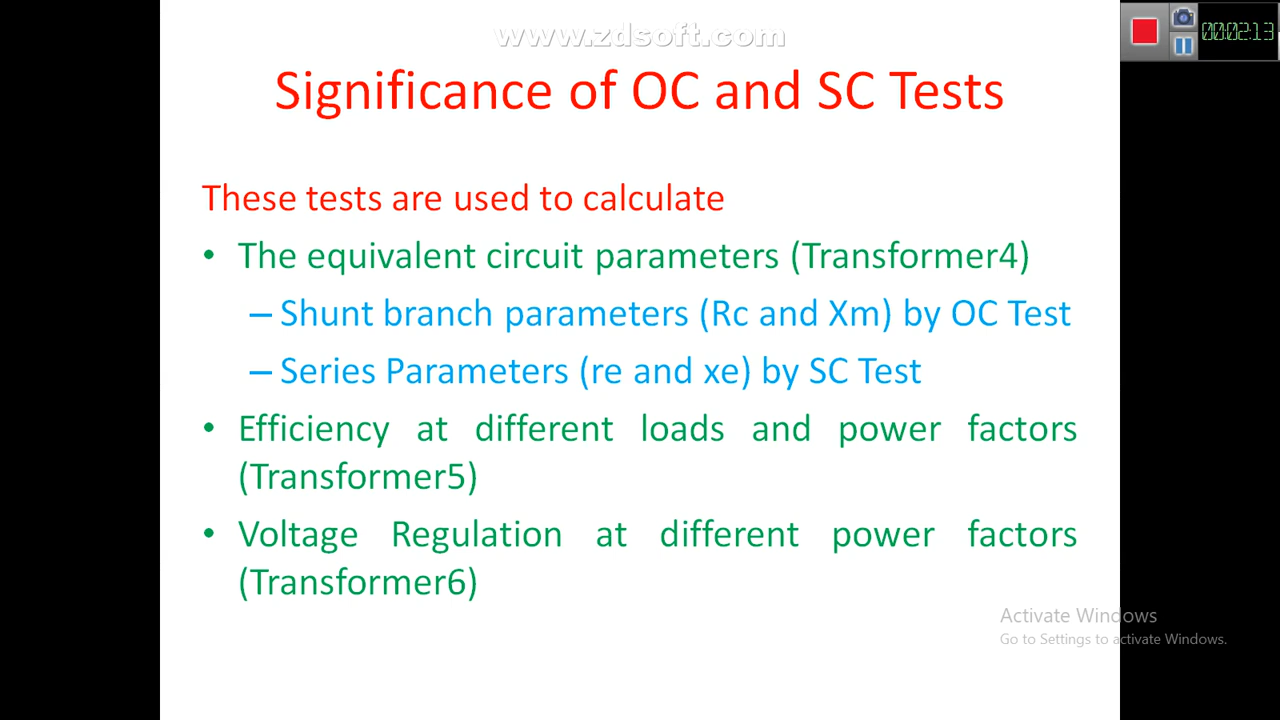 www.zdsoft.com
00:02:13
Significance of OC and SC Tests
These tests are used to calculate
• The equivalent circuit parameters (Transformer4)
– Shunt branch parameters (Rc and Xm) by OC Test
– Series Parameters (re and xe) by SC Test
• Efficiency at different loads and power factors
(Transformer5)
• Voltage Regulation at different power factors
(Transformer6)
Activate Windows
Go to Settings to activate Windows.